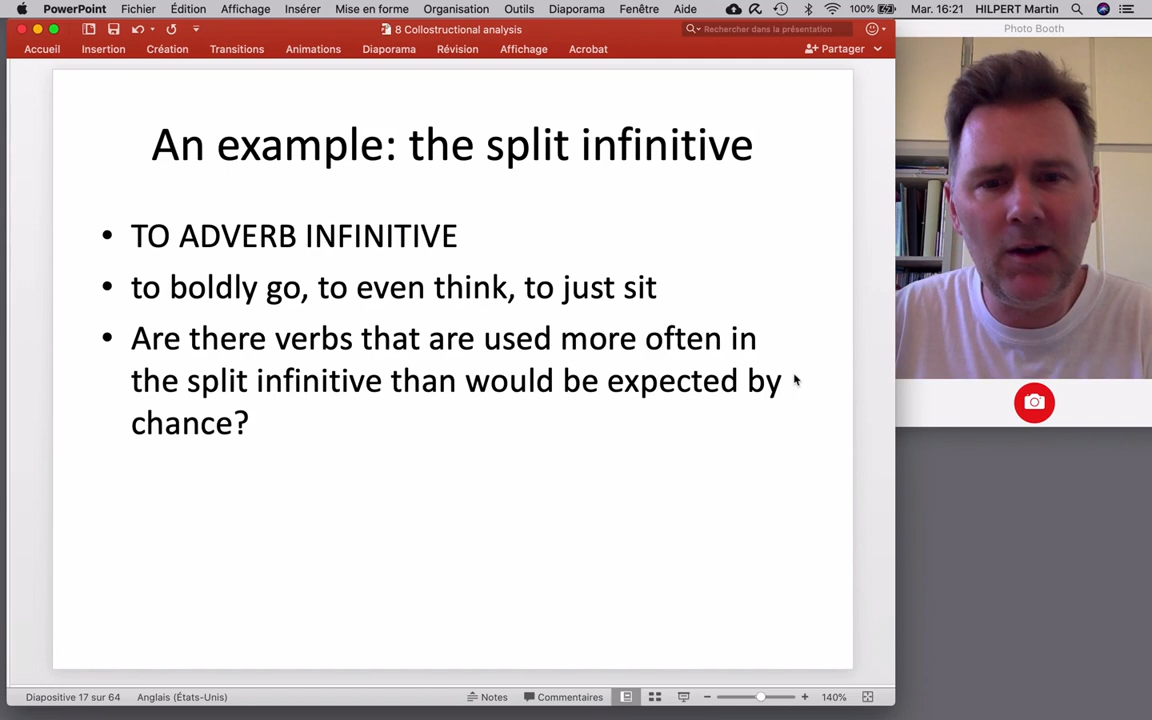 PowerPoint Fichier Édition Affichage Insérer Mise en forme Organisation Outils Diaporama Fenêtre Aide 100% Mar. 16:21 HILPERT Martin
8 Collostructional analysis
Rechercher dans la présentation
Photo Booth
Accueil Insertion Création Transitions Animations Diaporama Révision Affichage Acrobat Partager
An example: the split infinitive
• TO ADVERB INFINITIVE
• to boldly go, to even think, to just sit
• Are there verbs that are used more often in
the split infinitive than would be expected by
chance?
Diapositive 17 sur 64 Anglais (États-Unis) Notes Commentaires 140%